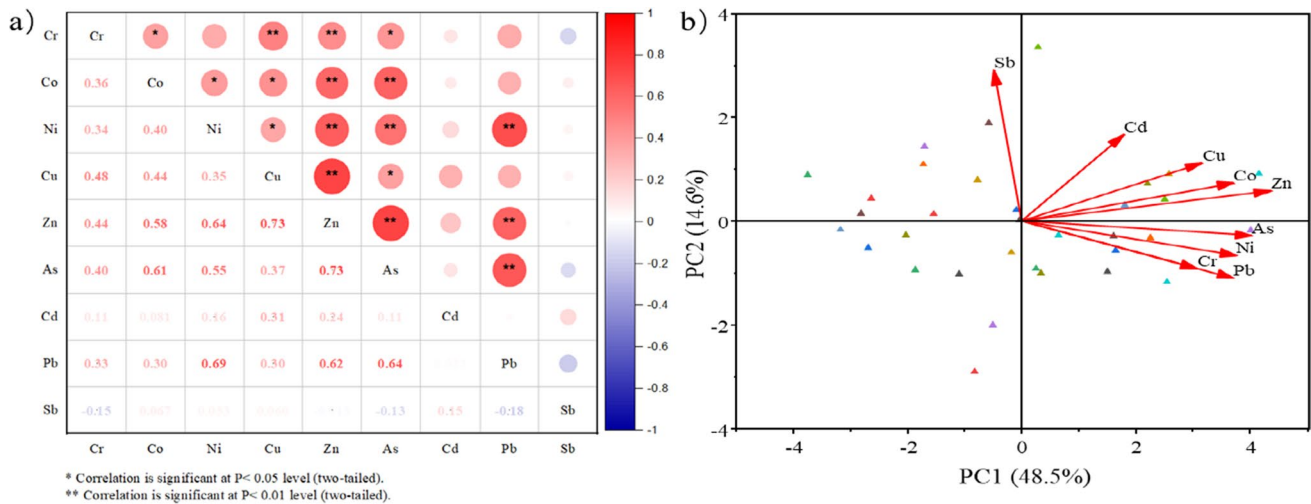 a)
Cr Cr * ** ** *
Co 0.36 Co * * ** **
Ni 0.34 0.40 Ni * ** ** **
Cu 0.48 0.44 0.35 Cu ** *
Zn 0.44 0.58 0.64 0.73 Zn ** **
As 0.40 0.61 0.55 0.37 0.73 As **
Cd 0.11 0.081 0.16 0.31 0.24 0.11 Cd
Pb 0.33 0.30 0.69 0.30 0.62 0.64 Pb
Sb -0.15 -0.13 0.15 -0.18 Sb
Cr Co Ni Cu Zn As Cd Pb Sb
1
0.8
0.6
0.4
0.2
0
-0.2
-0.4
-0.6
-0.8
-1
* Correlation is significant at P< 0.05 level (two-tailed).
** Correlation is significant at P< 0.01 level (two-tailed).
b)
PC2 (14.6%)
4
2
0
-2
-4
Sb
Cd
Cu
Co
Zn
As
Ni
Cr
Pb
-4 -2 0 2 4
PC1 (48.5%)